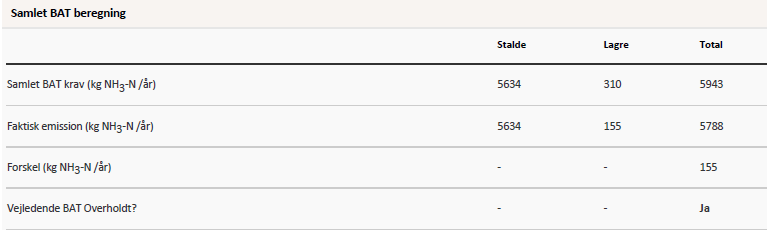 Samlet BAT beregning
Stalde Lagre Total
Samlet BAT krav (kg NH3-N /år) 5634 310 5943
Faktisk emission (kg NH3-N /år) 5634 155 5788
Forskel (kg NH3-N /år) - - 155
Vejledende BAT Overholdt? - - Ja